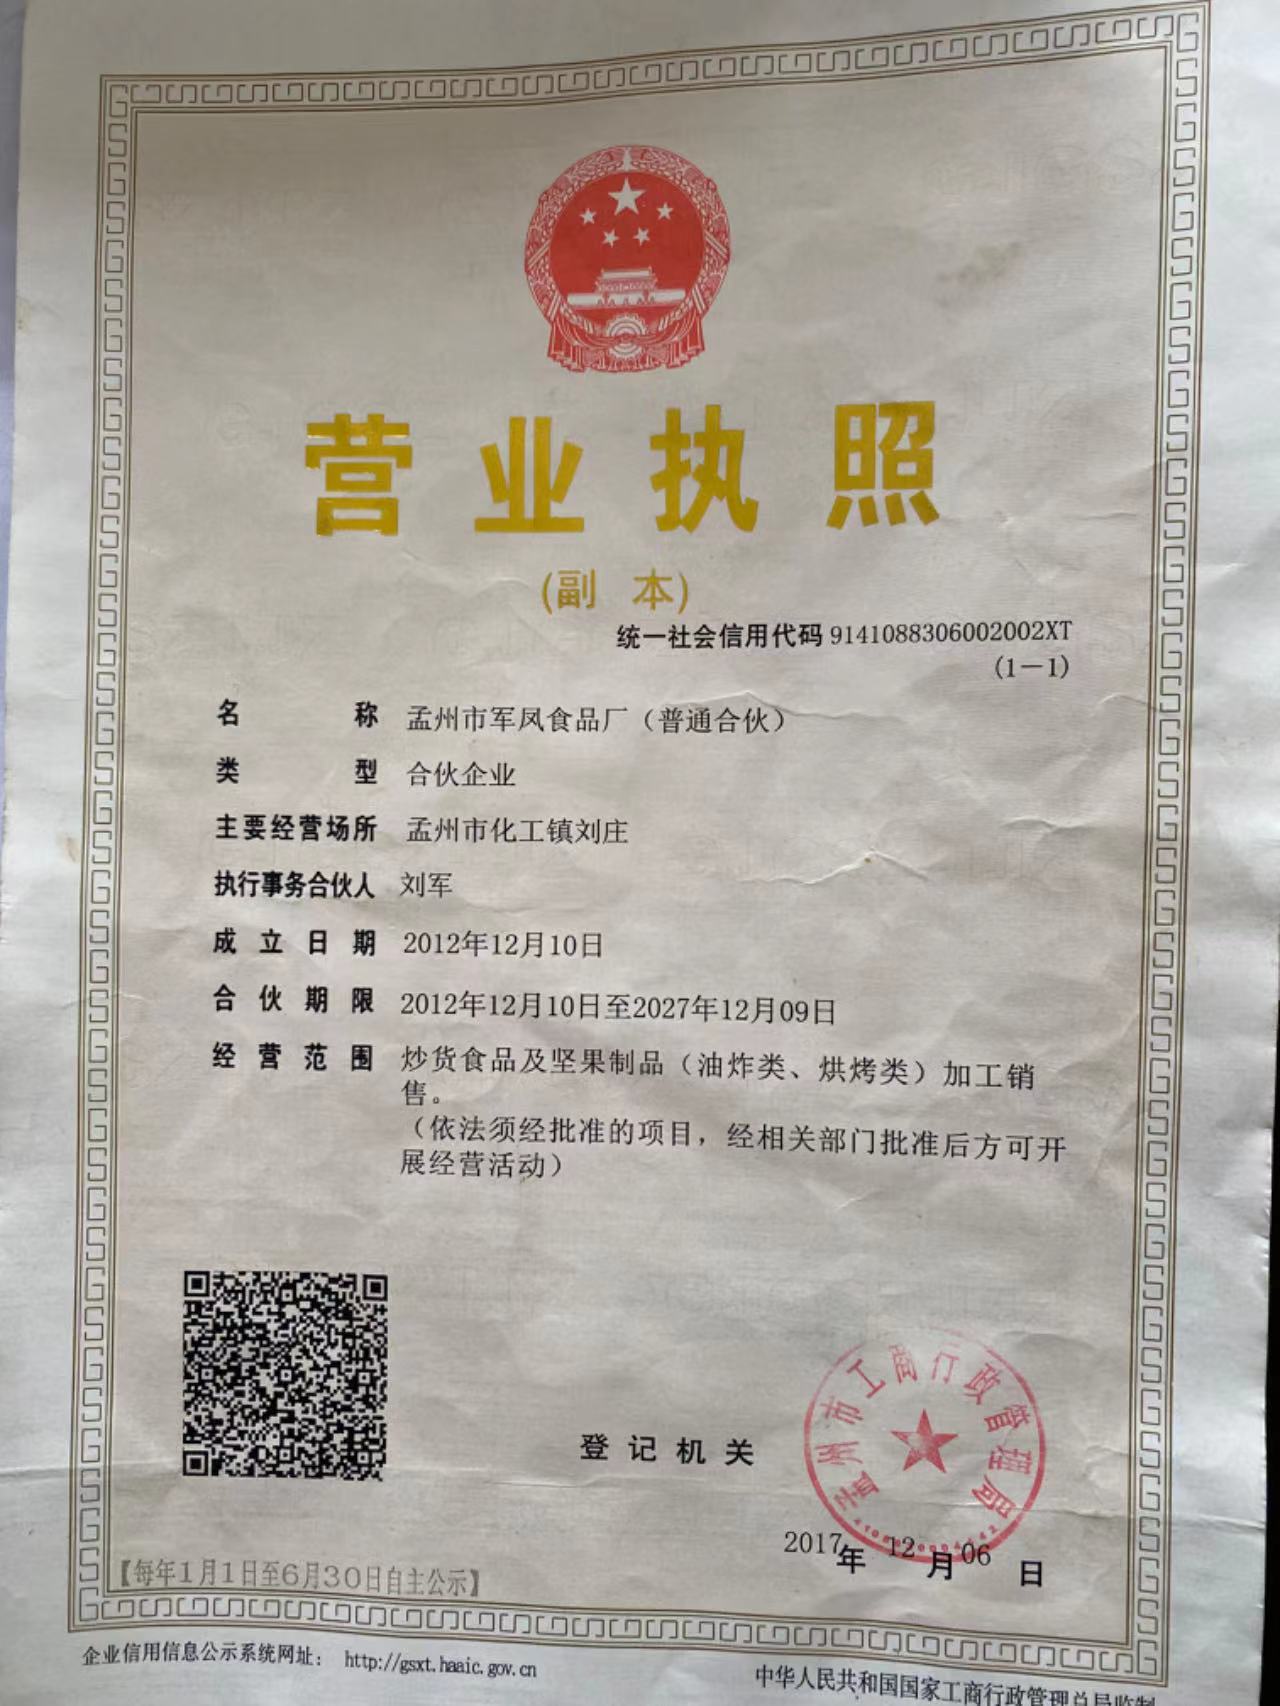 营业执照
(副 本)
统一社会信用代码 9141088306002002XT
(1－1)
名 称 孟州市军凤食品厂（普通合伙）
类 型 合伙企业
主要经营场所 孟州市化工镇刘庄
执行事务合伙人 刘军
成立日期 2012年12月10日
合伙期限 2012年12月10日至2027年12月09日
经营范围 炒货食品及坚果制品（油炸类、烘烤类）加工销
售。
（依法须经批准的项目，经相关部门批准后方可开
展经营活动）
孟州市工商行政管理局
登记机关
2017年 12月06日
【每年1月1日至6月30日自主公示】
企业信用信息公示系统网址： http://gsxt.haaic.gov.cn
中华人民共和国国家工商行政管理总局监制